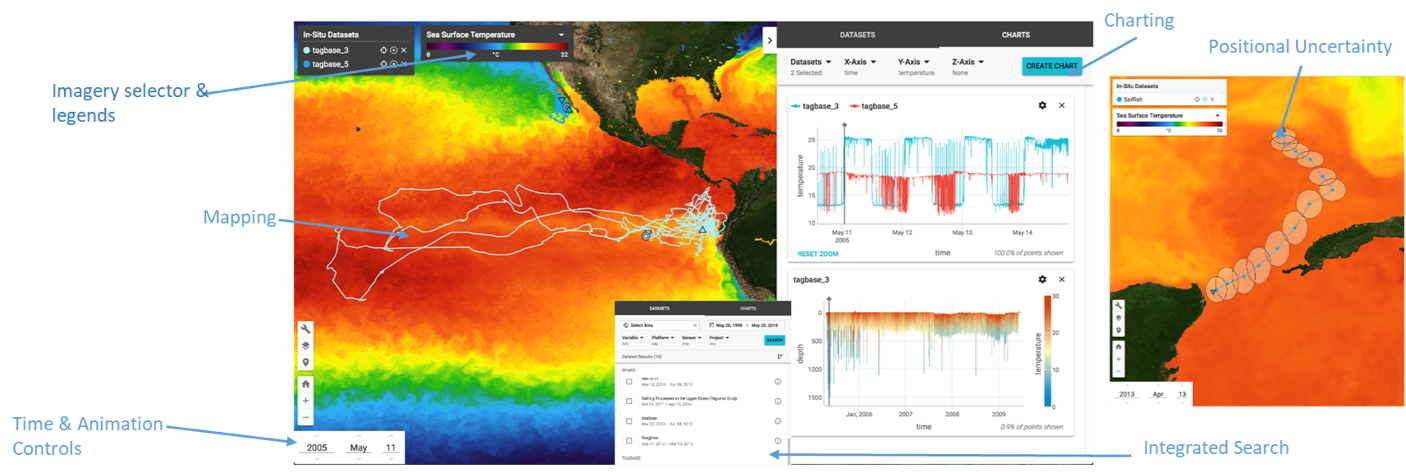 Charting
Positional Uncertainty
Imagery selector &
legends
Mapping
Time & Animation
Controls
Integrated Search
In-Situ Datasets
tagbase_3
tagbase_5
Sea Surface Temperature
0 °C 32
2005 May 11
DATASETS CHARTS
Datasets X-Axis Y-Axis Z-Axis
2 Selected time temperature None
CREATE CHART
tagbase_3 tagbase_5
temperature
25
20
15
10
May 11 May 12 May 13 May 14
2005
RESET ZOOM time 100.0% of points shown
tagbase_3
depth
0
500
1000
1500
Jan, 2006 2007 2008 2009
time 0.9% of points shown
temperature
30
20
10
0
DATASETS CHARTS
Select Area May 20, 1998 – May 20, 2018
Variable Platform Sensor Project
Any Any Any Any
SEARCH
Dataset Results (14)
SPURS
Salinity Processes in the Upper Ocean Regional Study
Seaglider
TAGBASE
In-Situ Datasets
Sailfish
Sea Surface Temperature
0 °C 32
2013 Apr 13